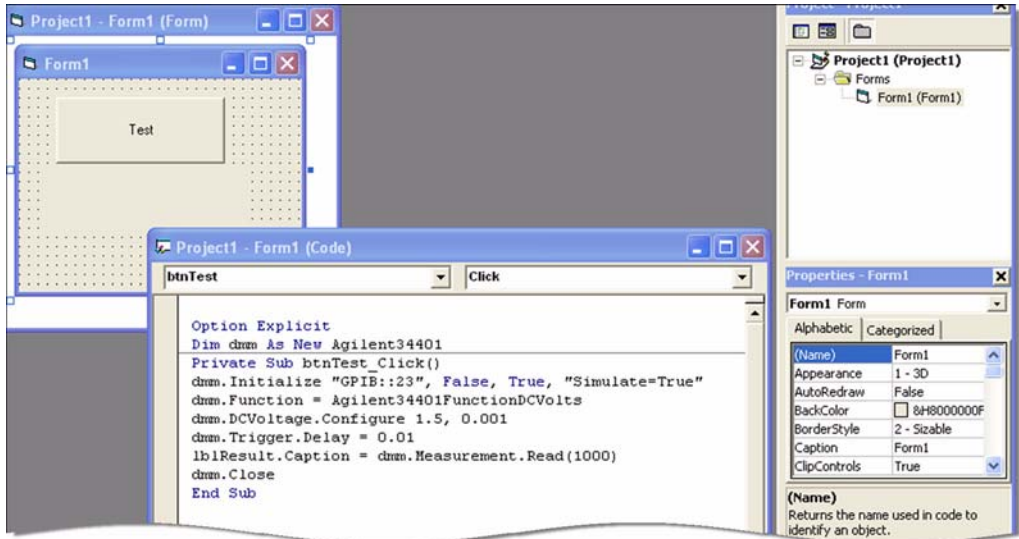 Project1 - Form1 (Form)
Form1
Test
Project1 - Form1 (Code)
btnTest
Click
Option Explicit
Dim dmm As New Agilent34401
Private Sub btnTest_Click()
dmm.Initialize "GPIB::23", False, True, "Simulate=True"
dmm.Function = Agilent34401FunctionDCVolts
dmm.DCVoltage.Configure 1.5, 0.001
dmm.Trigger.Delay = 0.01
lblResult.Caption = dmm.Measurement.Read(1000)
dmm.Close
End Sub
Project - Project1
Project1 (Project1)
Forms
Form1 (Form1)
Properties - Form1
Form1 Form
Alphabetic Categorized
(Name) Form1
Appearance 1 - 3D
AutoRedraw False
BackColor &H8000000F
BorderStyle 2 - Sizable
Caption Form1
ClipControls True
(Name)
Returns the name used in code to
identify an object.